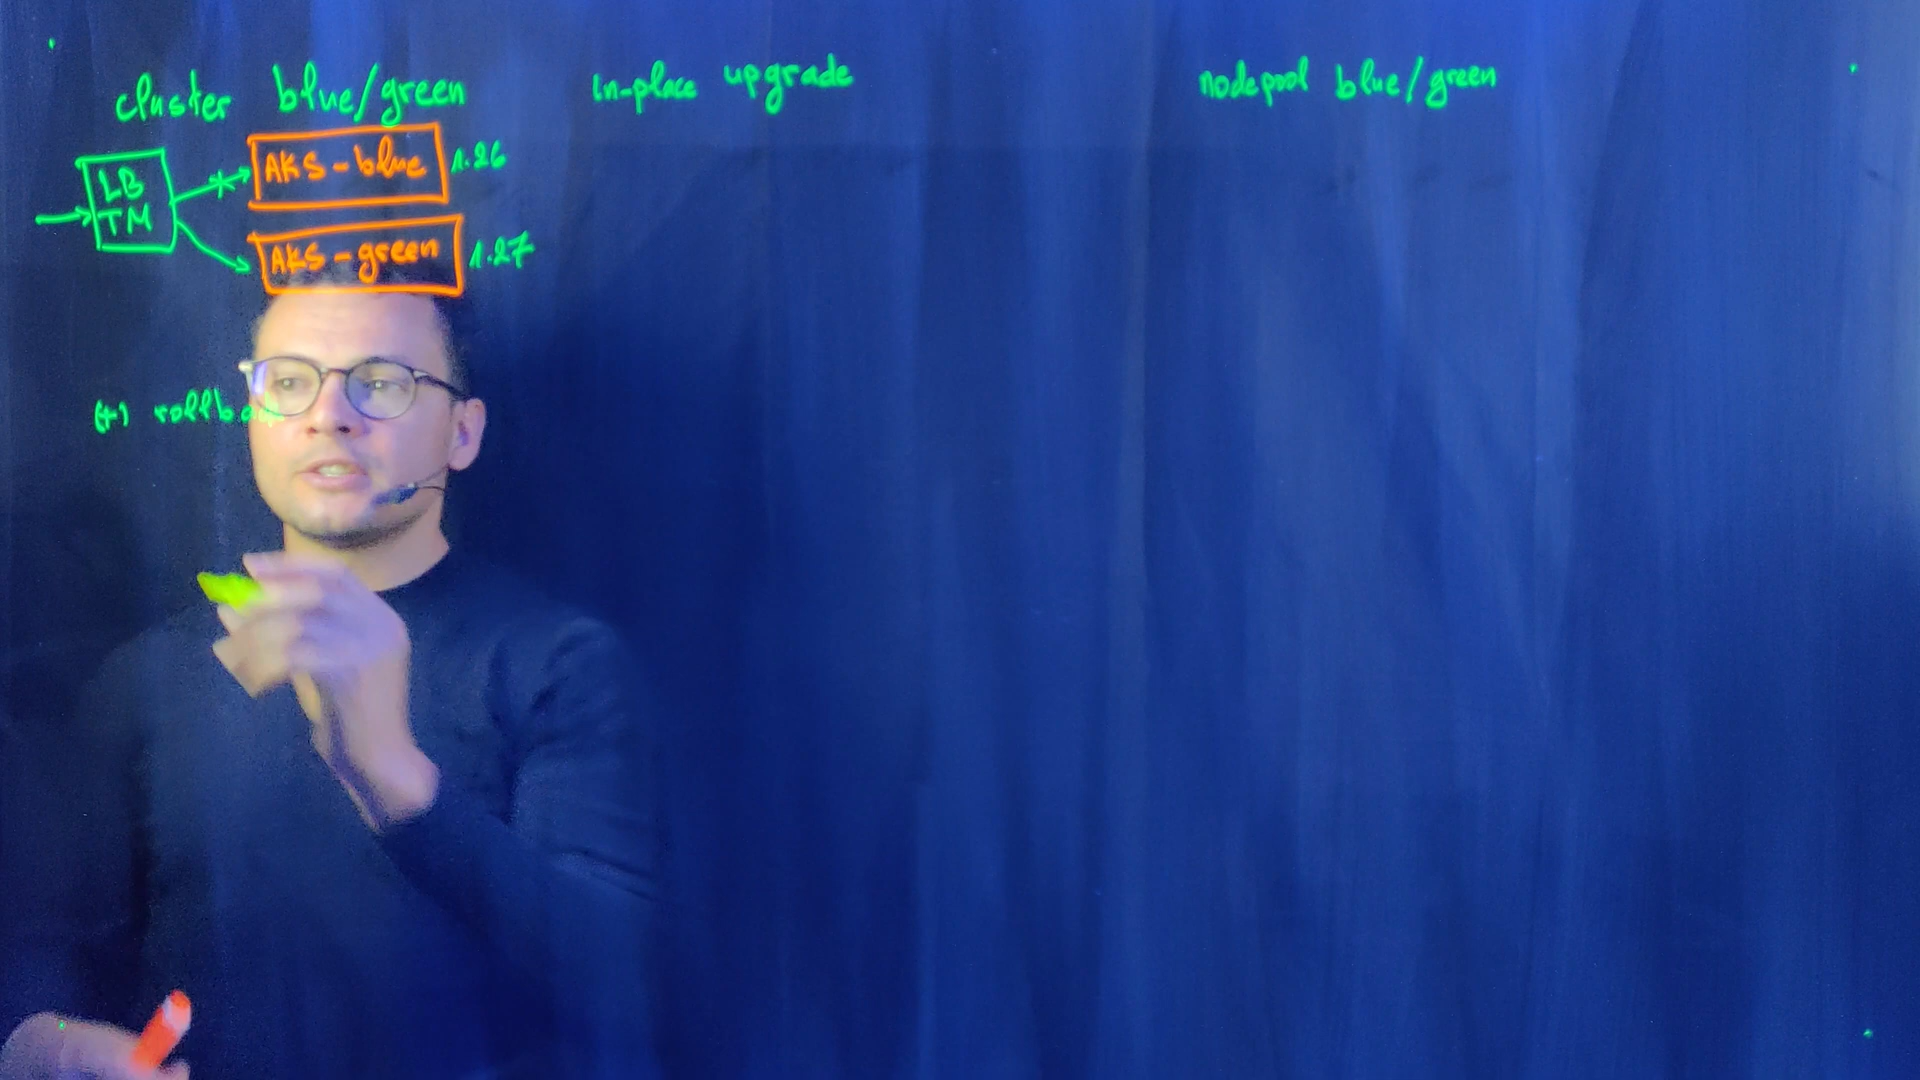 cluster blue/green
in-place upgrade
nodepool blue/green
LB
TM
AKS-blue
1.26
AKS-green
1.27
(+) rollback